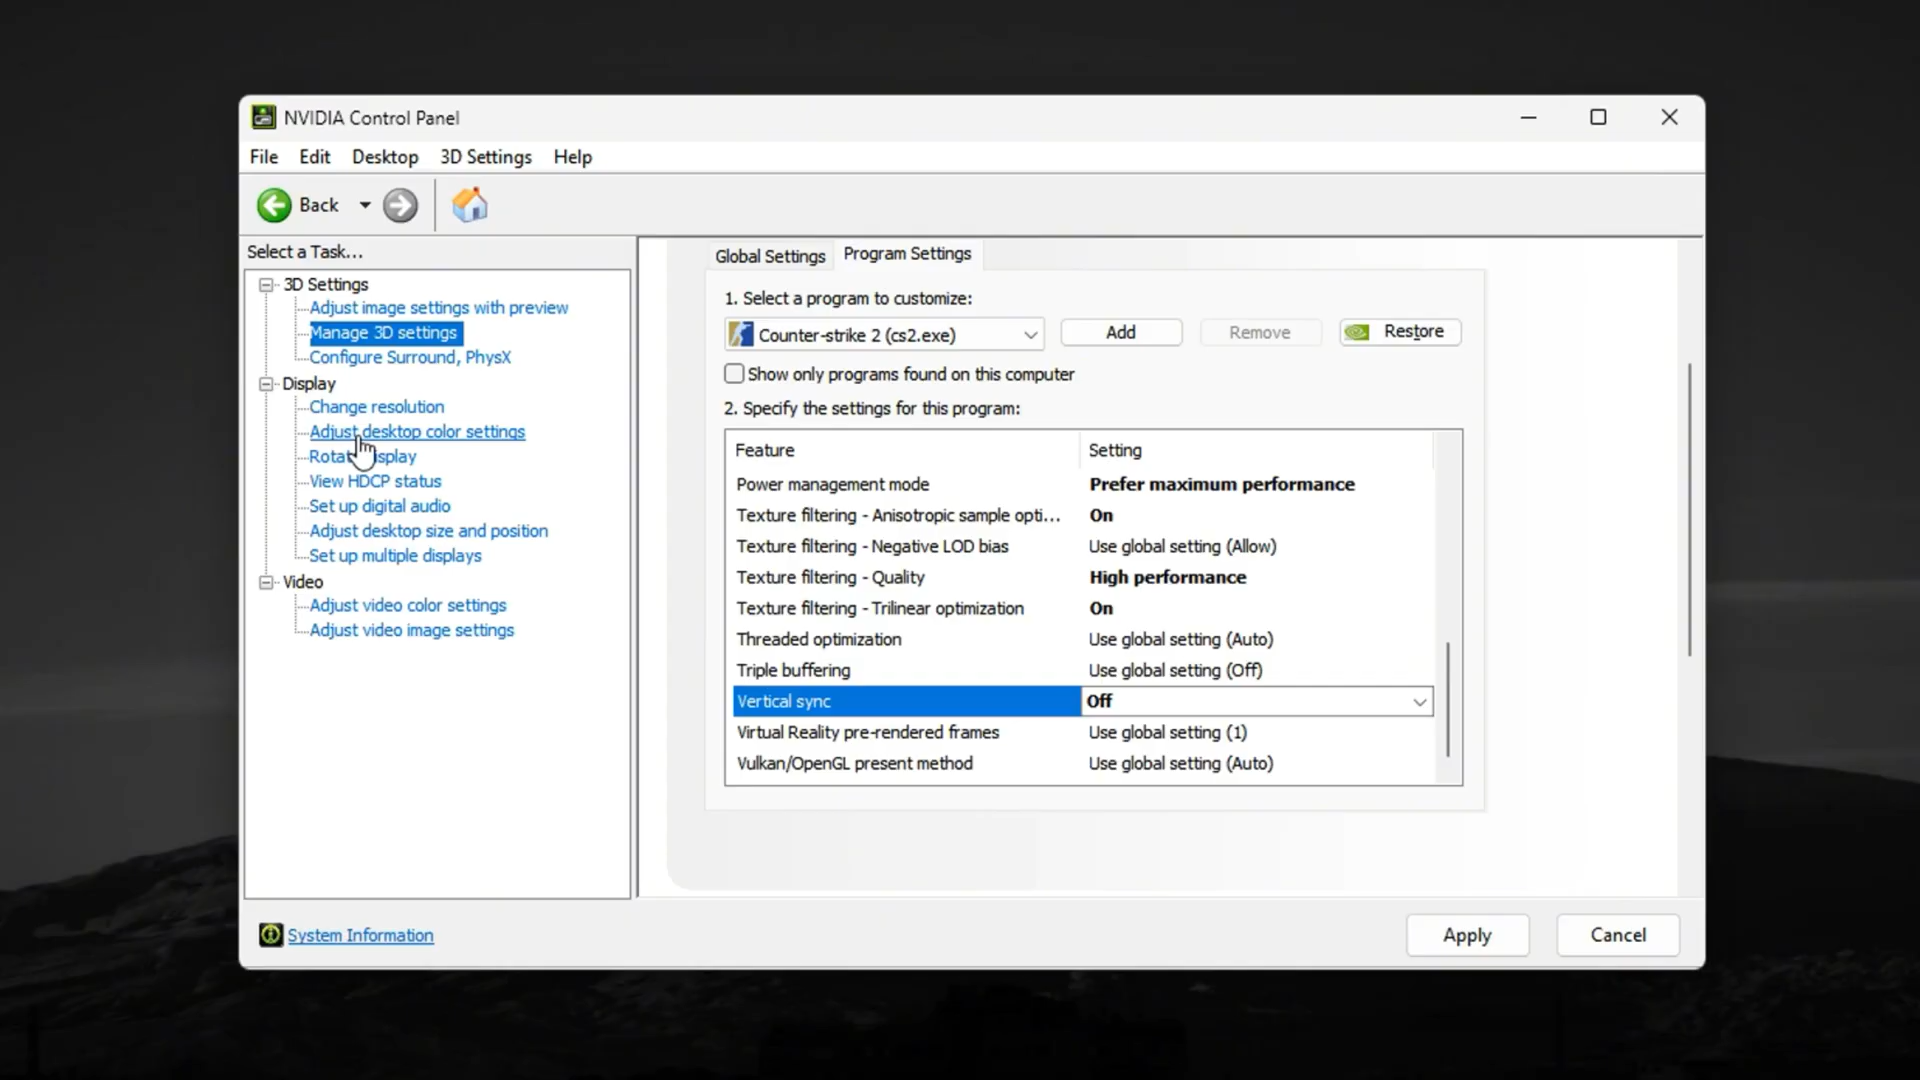 NVIDIA Control Panel
File Edit Desktop 3D Settings Help
Back
Select a Task...
3D Settings
Adjust image settings with preview
Manage 3D settings
Configure Surround, PhysX
Display
Change resolution
Adjust desktop color settings
Rotate display
View HDCP status
Set up digital audio
Adjust desktop size and position
Set up multiple displays
Video
Adjust video color settings
Adjust video image settings
System Information
Global Settings Program Settings
1. Select a program to customize:
Counter-strike 2 (cs2.exe) Add Remove Restore
Show only programs found on this computer
2. Specify the settings for this program:
Feature Setting
Power management mode Prefer maximum performance
Texture filtering - Anisotropic sample opti... On
Texture filtering - Negative LOD bias Use global setting (Allow)
Texture filtering - Quality High performance
Texture filtering - Trilinear optimization On
Threaded optimization Use global setting (Auto)
Triple buffering Use global setting (Off)
Vertical sync Off
Virtual Reality pre-rendered frames Use global setting (1)
Vulkan/OpenGL present method Use global setting (Auto)
Apply Cancel